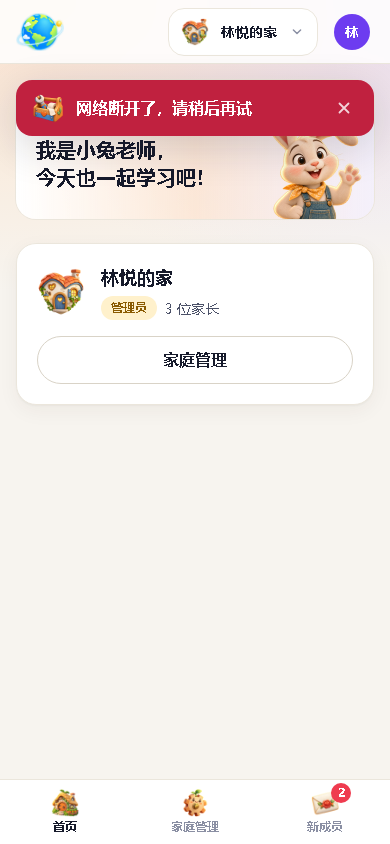 林悦的家
林
网络断开了，请稍后再试
我是小兔老师，
今天也一起学习吧！
林悦的家
管理员
3 位家长
家庭管理
首页
家庭管理
新成员
2